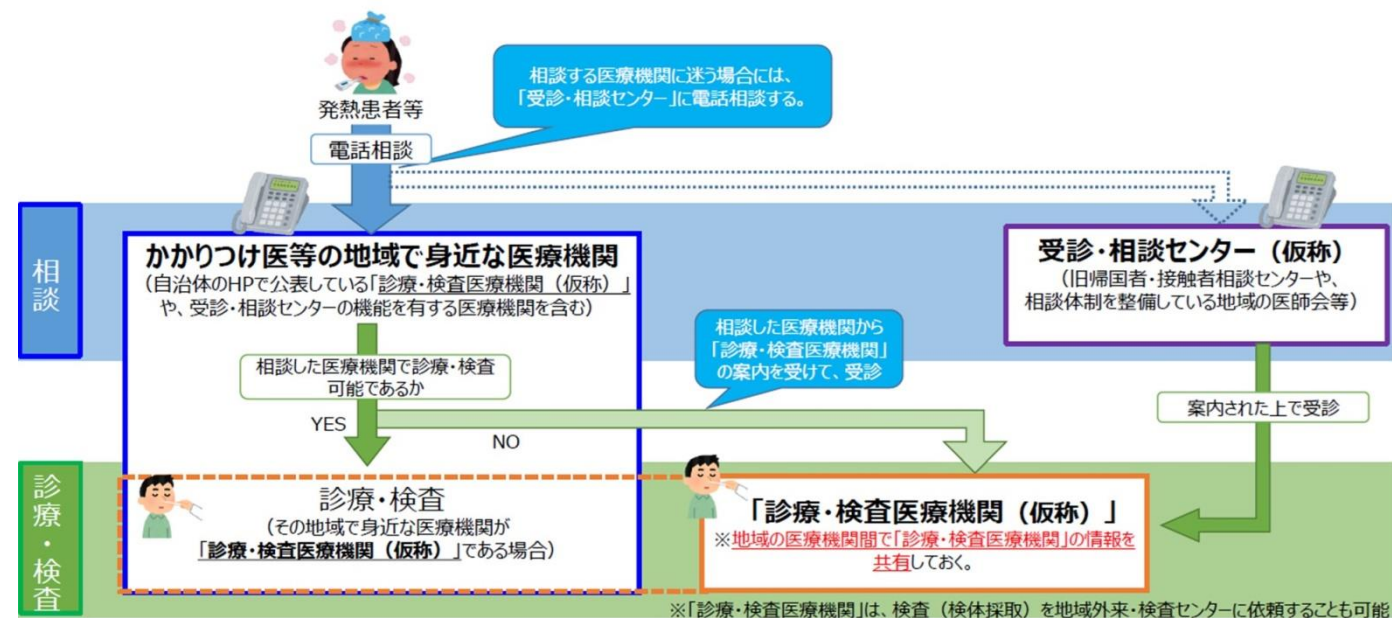 発熱患者等
相談する医療機関に迷う場合には、
「受診・相談センター」に電話相談する。
電話相談
相談
かかりつけ医等の地域で身近な医療機関
（自治体のHPで公表している「診療・検査医療機関（仮称）」
や、受診・相談センターの機能を有する医療機関を含む）
受診・相談センター（仮称）
（旧帰国者・接触者相談センターや、
相談体制を整備している地域の医師会等）
相談した医療機関で診療・検査
可能であるか
相談した医療機関から
「診療・検査医療機関」
の案内を受けて、受診
案内された上で受診
YES
NO
診療・検査
診療・検査
（その地域で身近な医療機関が
「診療・検査医療機関（仮称）」である場合）
「診療・検査医療機関（仮称）」
※地域の医療機関間で「診療・検査医療機関」の情報を
共有しておく。
※「診療・検査医療機関」は、検査（検体採取）を地域外来・検査センターに依頼することも可能